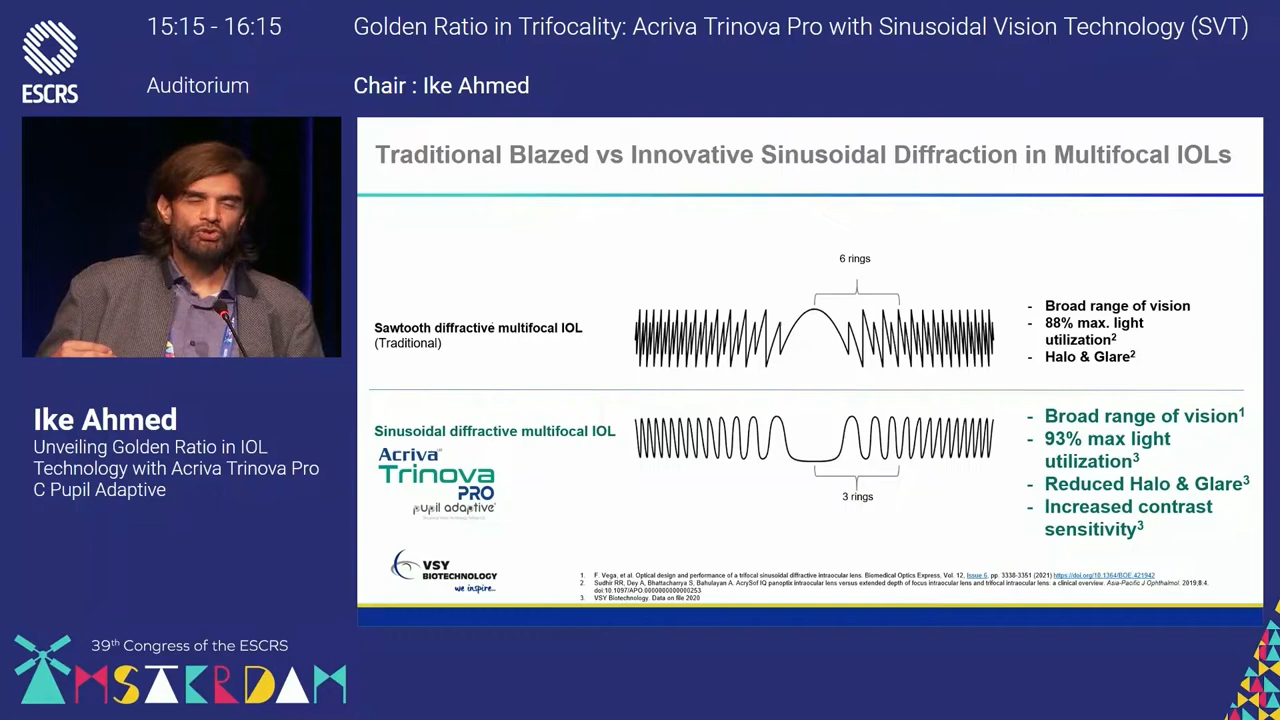 15:15 - 16:15
Golden Ratio in Trifocality: Acriva Trinova Pro with Sinusoidal Vision Technology (SVT)
ESCRS
Auditorium
Chair : Ike Ahmed
Traditional Blazed vs Innovative Sinusoidal Diffraction in Multifocal IOLs
6 rings
Sawtooth diffractive multifocal IOL
(Traditional)
- Broad range of vision
- 88% max. light
utilization2
- Halo & Glare2
Sinusoidal diffractive multifocal IOL
Acriva
Trinova
PRO
pupil adaptive
3 rings
- Broad range of vision1
- 93% max light
utilization3
- Reduced Halo & Glare3
- Increased contrast
sensitivity3
VSY
BIOTECHNOLOGY
we inspire...
1. F. Vega, et al. Optical design and performance of a trifocal sinusoidal diffractive intraocular lens. Biomedical Optics Express, Vol. 12, Issue 6, pp. 3338-3351 (2021) https://doi.org/10.1364/BOE.421942
2. Sudhir RR, Dey A, Bhattacharya S, Bahulayan A. AcrySof IQ panoptix intraocular lens versus extended depth of focus intraocular lens and trifocal intraocular lens: a clinical overview. Asia-Pacific J Ophthalmol. 2019;8:4.
doi:10.1097/APO.0000000000000253
3. VSY Biotechnology. Data on file 2020
Ike Ahmed
Unveiling Golden Ratio in IOL
Technology with Acriva Trinova Pro
C Pupil Adaptive
39th Congress of the ESCRS
AMSTERDAM